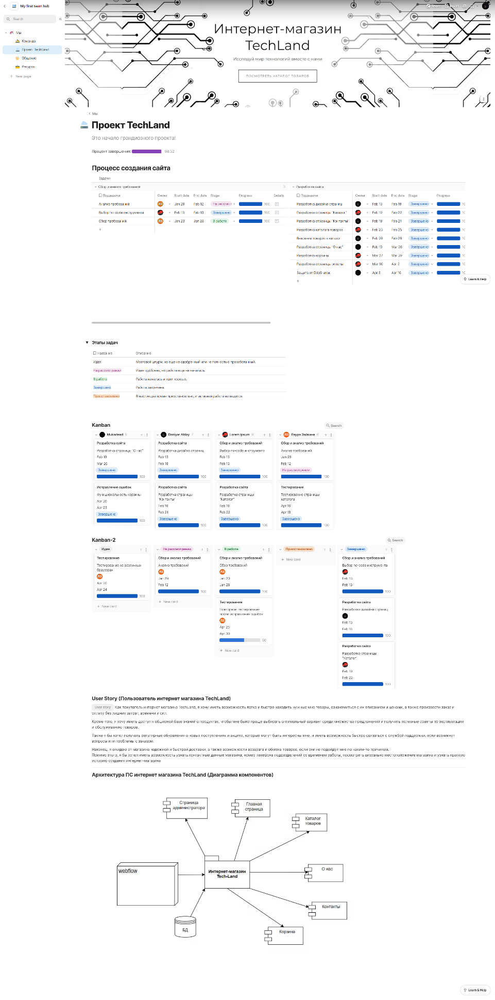 My first team hub
Share
Insert
Search
Мы
Команда
Проект TechLand
Общение
Ресурсы
New page
Интернет-магазин
TechLand
Исследуй мир технологий вместе с нами
ПОСМОТРЕТЬ КАТАЛОГ ТОВАРОВ
Мы
Проект TechLand
Это начало грандиозного проекта!
Процент завершения: 98.52
Процесс создания сайта
Задачи
Сбор и анализ требований 3
Подзадачи Owner Start date End date Stage Progress Details
Анализ требований ЛЗ Jan 29 Feb 12 На рассмот 100
Выбор no-code инструмента Feb 13 Feb 13 Завершено 100
Сбор требований ЛЗ Jan 23 Jan 28 В работе 100
Разработка сайта
Подзадачи Owner Start date End date Stage Progress
Разработка дизайна страниц Feb 13 Feb 18 Завершено 10
Разработка страницы "Каталог" Feb 19 Feb 22 Завершено 10
Разработка страницы "Контакты" Feb 19 Feb 21 Завершено 10
Разработка каталога товаров Feb 23 Feb 25 Завершено 10
Внесение товаров в каталог Feb 26 Feb 28 Завершено 10
Разработка страницы "О нас" Feb 19 Mar 26 Завершено 10
Разработка корзины Mar 27 Mar 29 Завершено 10
Разработка страницы оплаты Mar 30 Apr 2 Завершено 10
Защита от DdoS-атак Apr 3 Apr 16 Завершено 10
Learn & Help
Этапы задач
Название Описание
Идея Мозговой штурм, но еще не одобренный или не полностью проработанный.
На рассмотрении Идея одобрена, но работа еще не началась.
В работе Работа началась и идет хорошо.
Завершено Работа закончена.
Приостановлено В настоящее время приостановлено, и активная работа не ведется.
Kanban
Search
Mukadead 5
Разработка сайта
Разработка страницы "О нас"
Feb 19
Mar 26
Завершено
100
Исправление ошибок
Функциональность корзины
Apr 20
Apr 23
Завершено
100
Daniyar Ablay 7
Разработка сайта
Разработка дизайна страниц
Feb 13
Feb 18
Завершено
100
Разработка сайта
Разработка страницы
"Контакты"
Feb 19
Feb 21
Завершено
100
Lorem Ipsum 9
Сбор и анализ требований
Выбор no-code инструмента
Feb 13
Feb 13
Завершено
100
Разработка сайта
Разработка страницы
"Каталог"
Feb 19
Feb 22
Завершено
100
ЛЗ Лаура Зайкина 6
Сбор и анализ требований
Анализ требований
Jan 29
Feb 12
На рассмотрении
100
Тестирование
Тестирование страницы
каталога
Apr 16
Apr 18
Завершено
100
Kanban-2
Search
Идея
Тестирование
Тестирование на различных
браузерах
ЛЗ
Apr 20
Apr 24
100
New card
На рассмотрении
Сбор и анализ требований
Анализ требований
ЛЗ
Jan 29
Feb 12
100
New card
В работе
Сбор и анализ требований
Сбор требований
ЛЗ
Jan 23
Jan 28
100
Тестирование
Повторное тестирование
после исправления ошибок
ЛЗ
Apr 25
Apr 30
60
New card
Приостановлено
New card
Завершено
Сбор и анализ требований
Выбор no-code инструмента
Feb 13
Feb 13
100
Разработка сайта
Разработка дизайна страниц
Feb 13
Feb 18
100
Разработка сайта
Разработка страницы
"Каталог"
Feb 19
Feb 22
100
User Story (Пользователь интернет магазина TechLand)
User story Как покупатель интернет магазина TechLand, я хочу иметь возможность легко и быстро находить нужные мне товары, ознакомиться с их описанием и ценами, а также произвести заказ и
оплату без лишних затрат, времени и сил.
Кроме того, я хочу иметь доступ к обширной базе знаний о продуктах, чтобы мне было проще выбирать оптимальный вариант среди множества предложений и получить полезные советы по эксплуатации
и обслуживанию товаров.
Также я бы хотел получать регулярные обновления о новых поступлениях и акциях, которые могут быть интересны мне, и иметь возможность быстро связаться с службой поддержки, если возникнут
вопросы или проблемы с заказом.
Наконец, я ожидаю от магазина надежной и быстрой доставки, а также возможности возврата и обмена товаров, если они не подойдут мне по каким-то причинам.
Помимо этого, я бы хотел иметь возможность узнать контактные данные магазина, номер телефона подразделений со временем работы, посмотреть визуально местоположение магазина и узнать краткую
историю создания интернет-магазина
Архитектура ПС интернет магазина TechLand (Диаграмма компонентов)
Страница
администратора
Главная
страница
Каталог
товаров
Интернет-магазин
Tech-Land
webflow
О нас
Контакты
БД
Корзина
Learn & Help